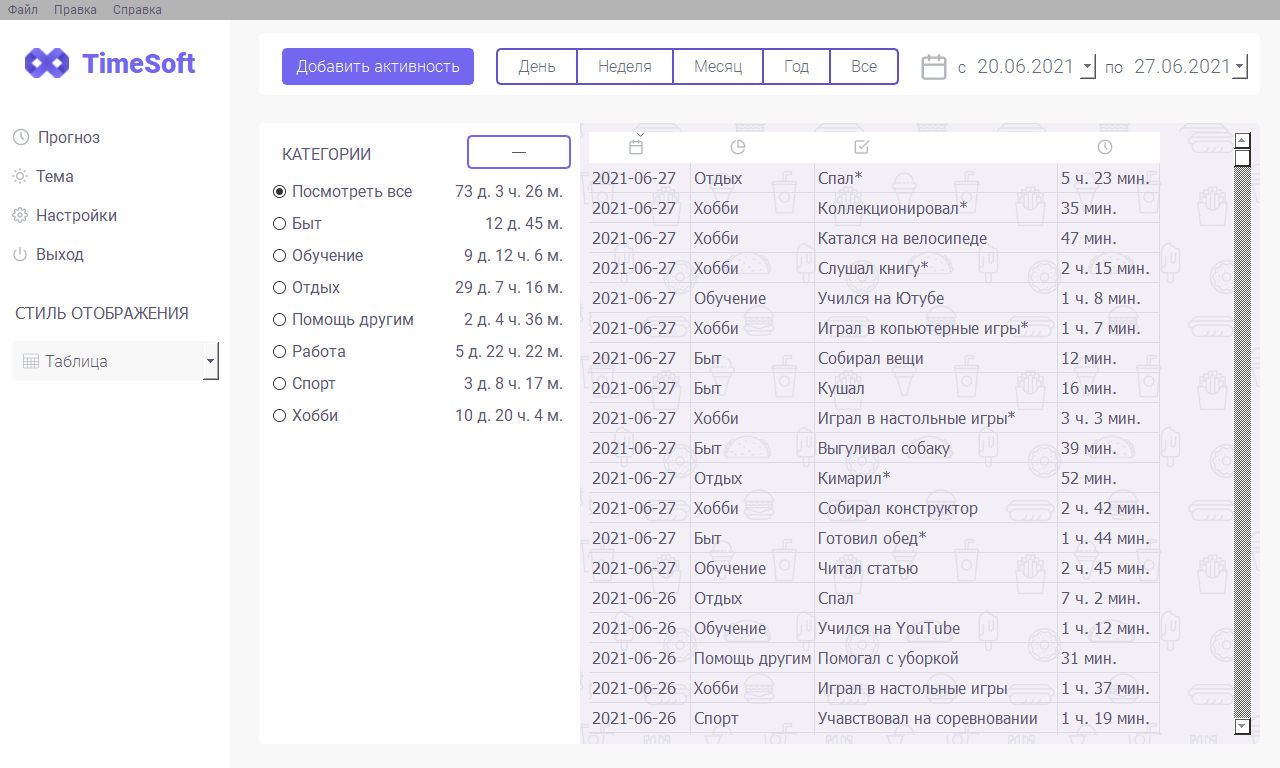 Файл Правка Справка
TimeSoft
Добавить активность День Неделя Месяц Год Все с 20.06.2021 по 27.06.2021
Прогноз
Тема
Настройки
Выход
СТИЛЬ ОТОБРАЖЕНИЯ
Таблица
КАТЕГОРИИ —
Посмотреть все 73 д. 3 ч. 26 м.
Быт 12 д. 45 м.
Обучение 9 д. 12 ч. 6 м.
Отдых 29 д. 7 ч. 16 м.
Помощь другим 2 д. 4 ч. 36 м.
Работа 5 д. 22 ч. 22 м.
Спорт 3 д. 8 ч. 17 м.
Хобби 10 д. 20 ч. 4 м.
2021-06-27 Отдых Спал* 5 ч. 23 мин.
2021-06-27 Хобби Коллекционировал* 35 мин.
2021-06-27 Хобби Катался на велосипеде 47 мин.
2021-06-27 Хобби Слушал книгу* 2 ч. 15 мин.
2021-06-27 Обучение Учился на Ютубе 1 ч. 8 мин.
2021-06-27 Хобби Играл в копьютерные игры* 1 ч. 7 мин.
2021-06-27 Быт Собирал вещи 12 мин.
2021-06-27 Быт Кушал 16 мин.
2021-06-27 Хобби Играл в настольные игры* 3 ч. 3 мин.
2021-06-27 Быт Выгуливал собаку 39 мин.
2021-06-27 Отдых Кимарил* 52 мин.
2021-06-27 Хобби Собирал конструктор 2 ч. 42 мин.
2021-06-27 Быт Готовил обед* 1 ч. 44 мин.
2021-06-27 Обучение Читал статью 2 ч. 45 мин.
2021-06-26 Отдых Спал 7 ч. 2 мин.
2021-06-26 Обучение Учился на YouTube 1 ч. 12 мин.
2021-06-26 Помощь другим Помогал с уборкой 31 мин.
2021-06-26 Хобби Играл в настольные игры 1 ч. 37 мин.
2021-06-26 Спорт Учавствовал на соревновании 1 ч. 19 мин.